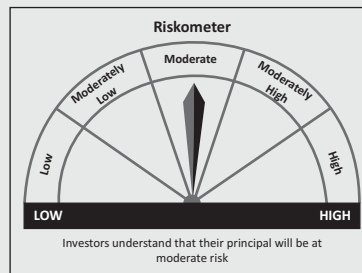 Riskometer
Moderate
Moderately
Low
Moderately
High
Low
High
LOW
HIGH
Investors understand that their principal will be at
moderate risk